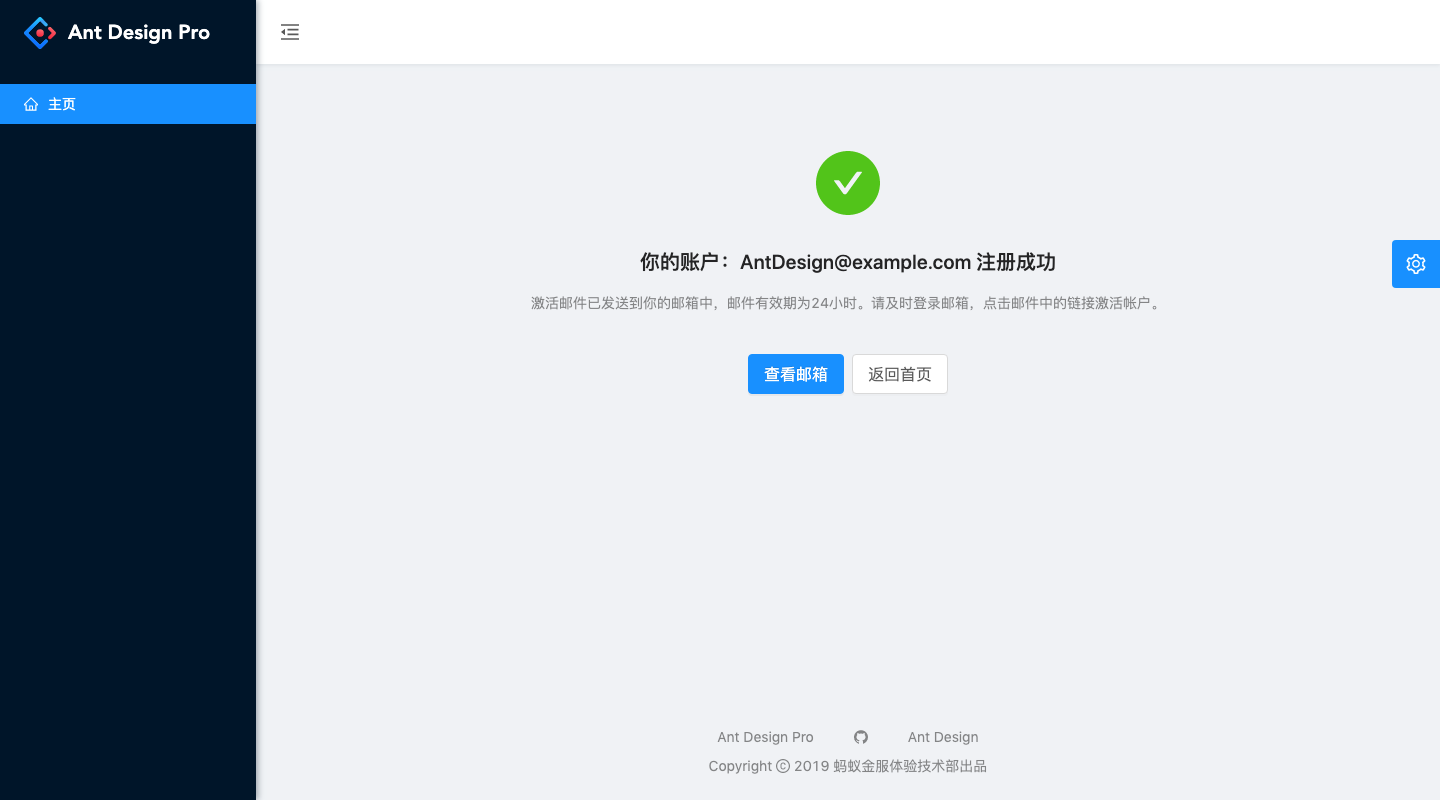 Ant Design Pro
主页
你的账户：AntDesign@example.com 注册成功
激活邮件已发送到你的邮箱中，邮件有效期为24小时。请及时登录邮箱，点击邮件中的链接激活帐户。
查看邮箱 返回首页
Ant Design Pro Ant Design
Copyright © 2019 蚂蚁金服体验技术部出品